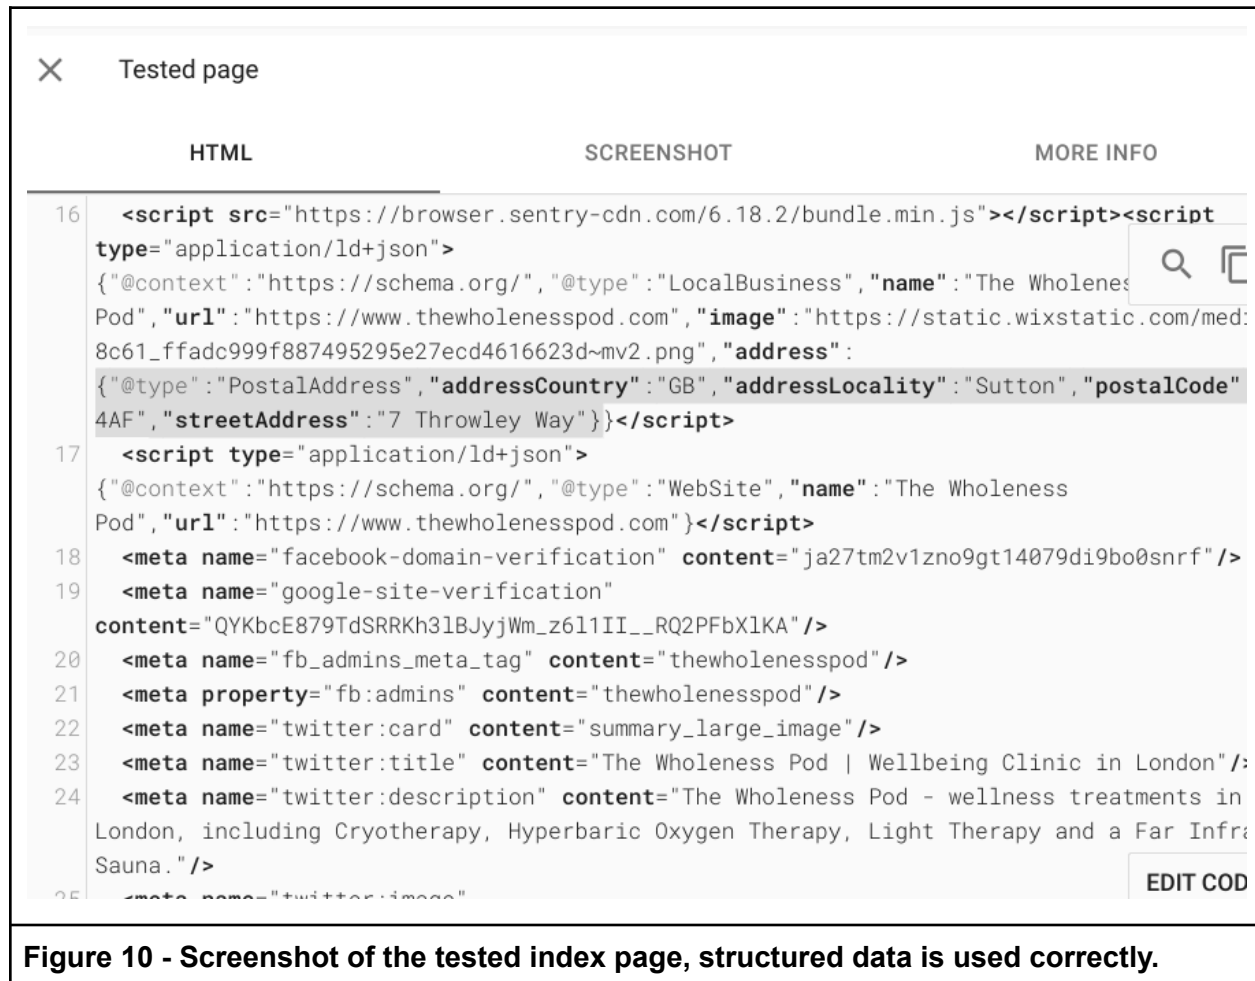 Tested page
HTML SCREENSHOT MORE INFO
16 <script src="https://browser.sentry-cdn.com/6.18.2/bundle.min.js"></script><script
type="application/ld+json">
{"@context":"https://schema.org/","@type":"LocalBusiness","name":"The Wholenes
Pod","url":"https://www.thewholenesspod.com","image":"https://static.wixstatic.com/medi
8c61_ffadc999f887495295e27ecd4616623d~mv2.png","address":
{"@type":"PostalAddress","addressCountry":"GB","addressLocality":"Sutton","postalCode"
4AF","streetAddress":"7 Throwley Way"}}</script>
17 <script type="application/ld+json">
{"@context":"https://schema.org/","@type":"WebSite","name":"The Wholeness
Pod","url":"https://www.thewholenesspod.com"}</script>
18 <meta name="facebook-domain-verification" content="ja27tm2v1zno9gt14079di9bo0snrf"/>
19 <meta name="google-site-verification"
content="QYKbcE879TdSRRKh3lBJyjWm_z6l1II__RQ2PFbXlKA"/>
20 <meta name="fb_admins_meta_tag" content="thewholenesspod"/>
21 <meta property="fb:admins" content="thewholenesspod"/>
22 <meta name="twitter:card" content="summary_large_image"/>
23 <meta name="twitter:title" content="The Wholeness Pod | Wellbeing Clinic in London"/>
24 <meta name="twitter:description" content="The Wholeness Pod - wellness treatments in
London, including Cryotherapy, Hyperbaric Oxygen Therapy, Light Therapy and a Far Infra
Sauna."/>
EDIT COD
25 <meta name="twitter:image"
Figure 10 - Screenshot of the tested index page, structured data is used correctly.